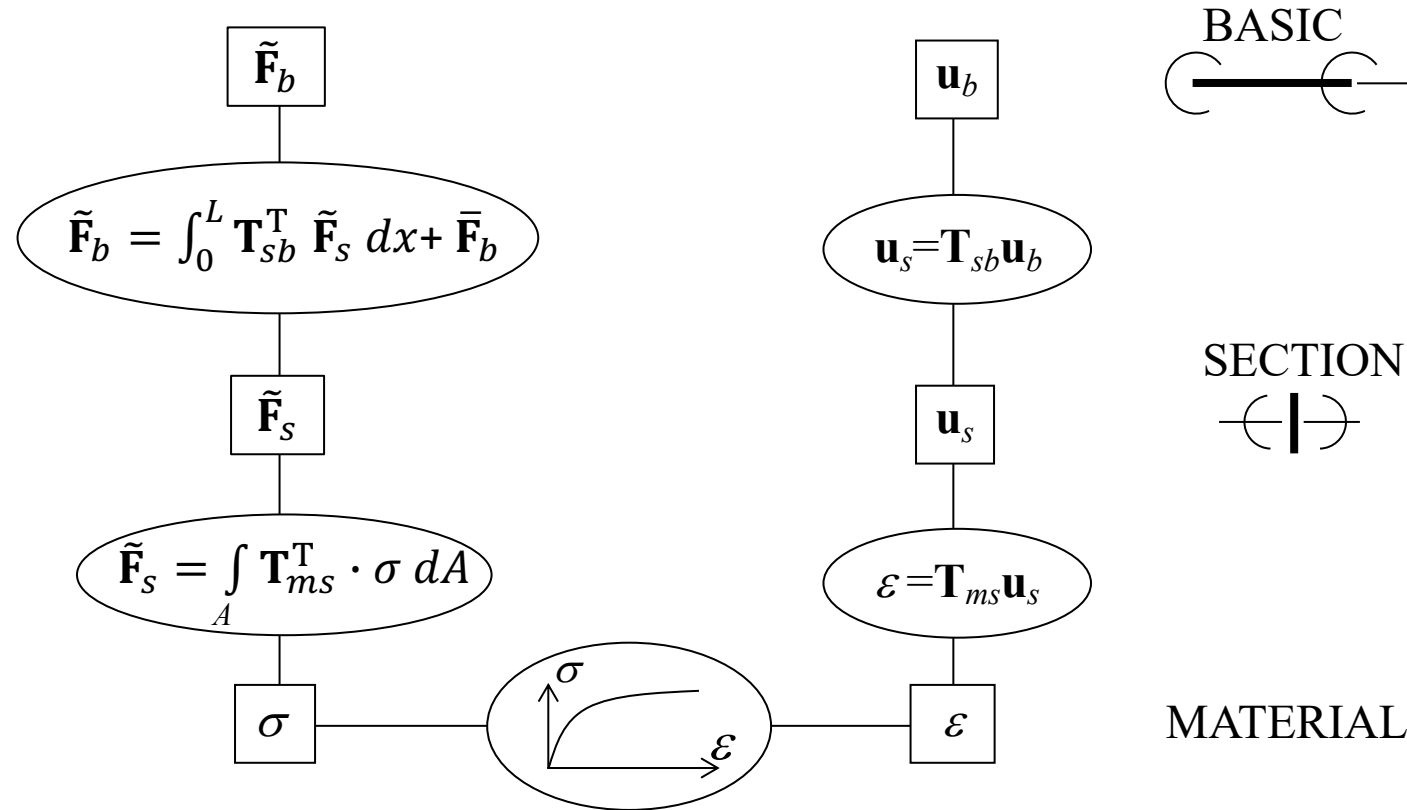 BASIC
F̃_b
u_b
F̃_b = ∫_0^L T_sb^T F̃_s dx+ F̄_b
u_s=T_sb u_b
SECTION
F̃_s
u_s
F̃_s = ∫_A T_ms^T · σ dA
ε=T_ms u_s
σ
σ
ε
ε
MATERIAL